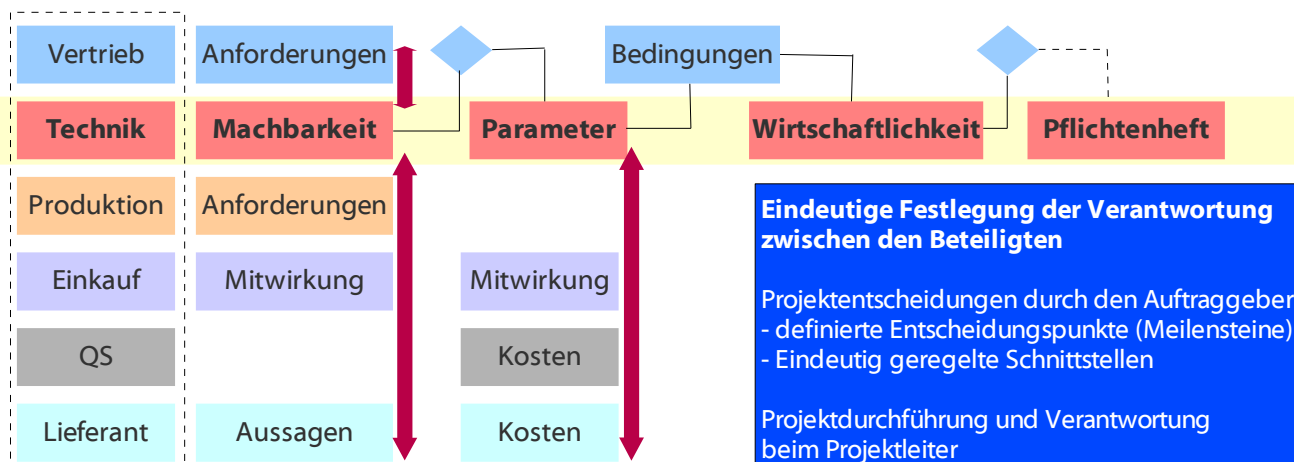 Vertrieb
Anforderungen
Bedingungen
Technik
Machbarkeit
Parameter
Wirtschaftlichkeit
Pflichtenheft
Produktion
Anforderungen
Einkauf
Mitwirkung
Mitwirkung
QS
Kosten
Lieferant
Aussagen
Kosten
Eindeutige Festlegung der Verantwortung
zwischen den Beteiligten
Projektentscheidungen durch den Auftraggeber
- definierte Entscheidungspunkte (Meilensteine)
- Eindeutig geregelte Schnittstellen
Projektdurchführung und Verantwortung
beim Projektleiter